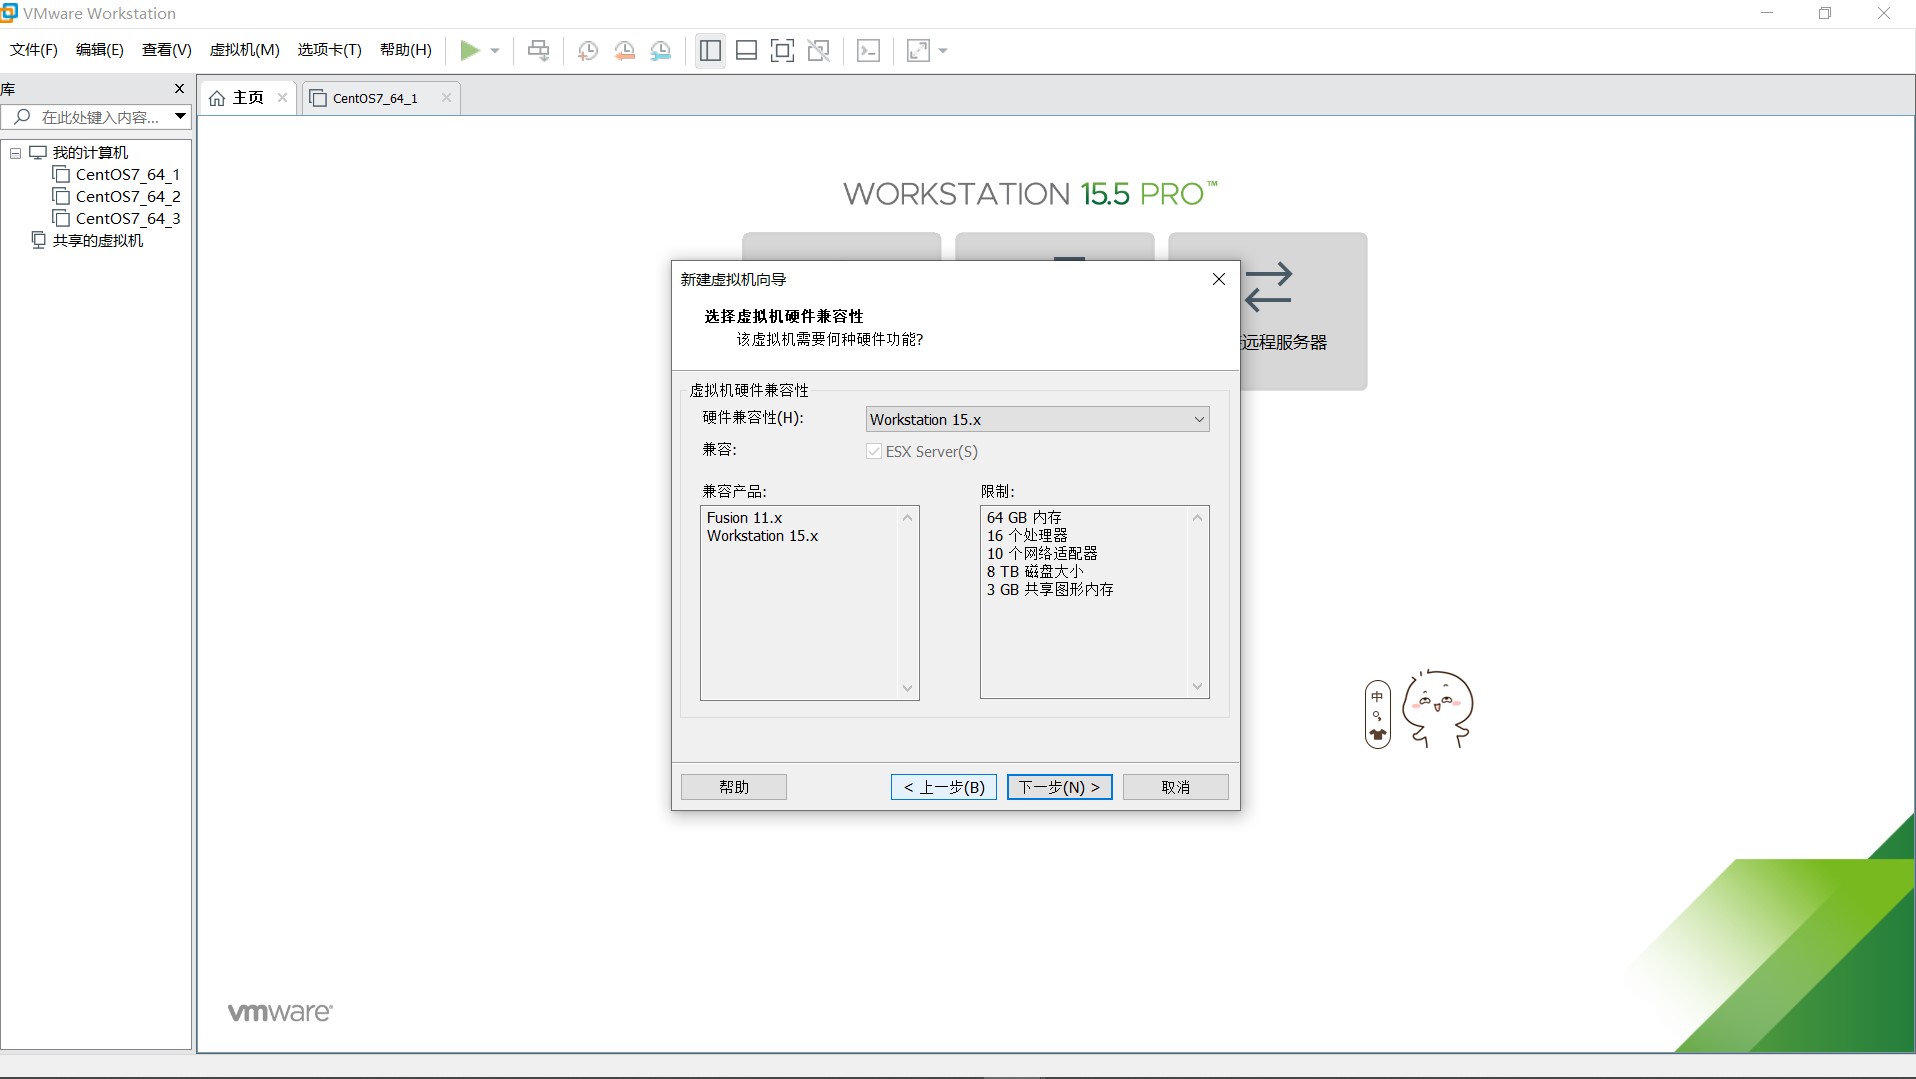 VMware Workstation
文件(F) 编辑(E) 查看(V) 虚拟机(M) 选项卡(T) 帮助(H)
库
主页
CentOS7_64_1
在此处键入内容...
我的计算机
CentOS7_64_1
CentOS7_64_2
CentOS7_64_3
共享的虚拟机
WORKSTATION 15.5 PRO™
远程服务器
新建虚拟机向导
选择虚拟机硬件兼容性
该虚拟机需要何种硬件功能?
虚拟机硬件兼容性
硬件兼容性(H): Workstation 15.x
兼容: ESX Server(S)
兼容产品: 限制:
Fusion 11.x
Workstation 15.x
64 GB 内存
16 个处理器
10 个网络适配器
8 TB 磁盘大小
3 GB 共享图形内存
中
帮助 < 上一步(B) 下一步(N) > 取消
vmware